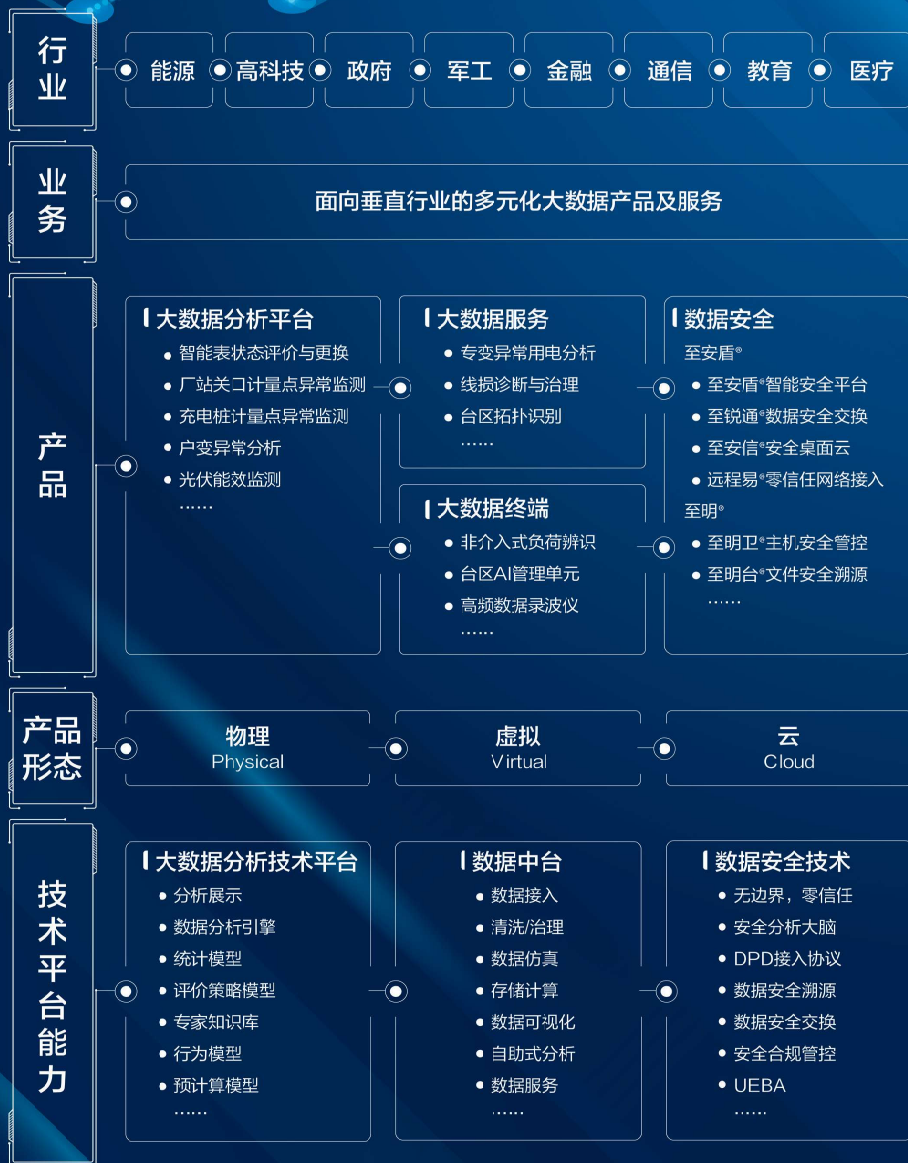 行业
能源
高科技
政府
军工
金融
通信
教育
医疗
业务
面向垂直行业的多元化大数据产品及服务
产品
大数据分析平台
智能表状态评价与更换
厂站关口计量点异常监测
充电桩计量点异常监测
户变异常分析
光伏能效监测
......
大数据服务
专变异常用电分析
线损诊断与治理
台区拓扑识别
......
大数据终端
非介入式负荷辨识
台区AI管理单元
高频数据录波仪
......
数据安全
至安盾®
至安盾®智能安全平台
至锐通®数据安全交换
至安信®安全桌面云
远程易®零信任网络接入
至明®
至明卫®主机安全管控
至明台®文件安全溯源
......
产品形态
物理
Physical
虚拟
Virtual
云
Cloud
技术平台能力
大数据分析技术平台
分析展示
数据分析引擎
统计模型
评价策略模型
专家知识库
行为模型
预计算模型
......
数据中台
数据接入
清洗/治理
数据仿真
存储计算
数据可视化
自助式分析
数据服务
......
数据安全技术
无边界，零信任
安全分析大脑
DPD接入协议
数据安全溯源
数据安全交换
安全合规管控
UEBA
......